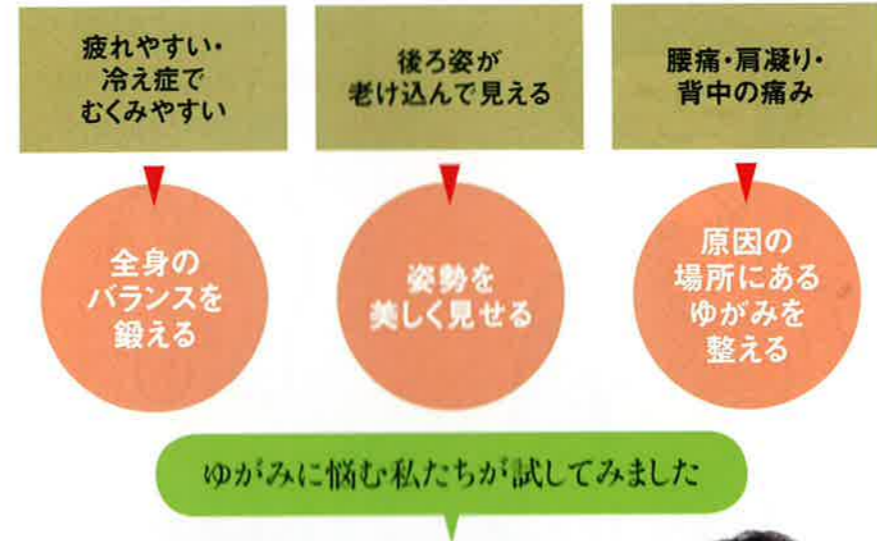 疲れやすい・
冷え症で
むくみやすい
後ろ姿が
老け込んで見える
腰痛・肩凝り・
背中の痛み
全身の
バランスを
鍛える
姿勢を
美しく見せる
原因の
場所にある
ゆがみを
整える
ゆがみに悩む私たちが試してみました